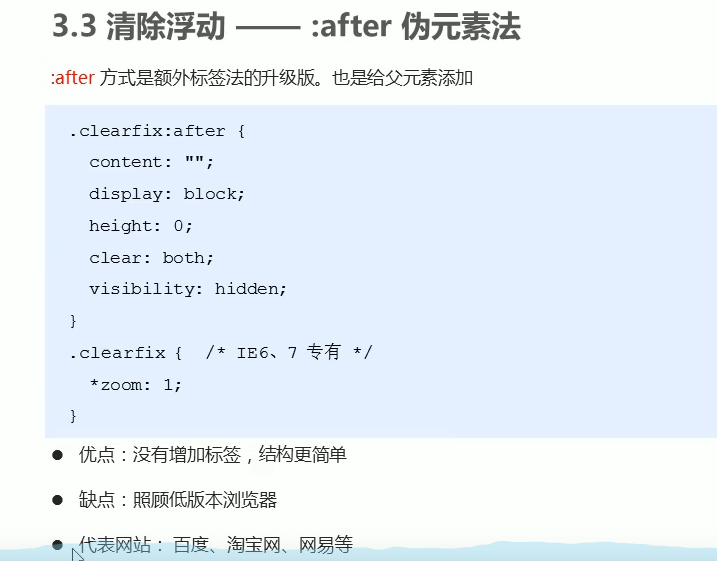 3.3 清除浮动 —— :after 伪元素法
:after 方式是额外标签法的升级版。也是给父元素添加
.clearfix:after {
content: "";
display: block;
height: 0;
clear: both;
visibility: hidden;
}
.clearfix { /* IE6、7 专有 */
*zoom: 1;
}
● 优点：没有增加标签，结构更简单
● 缺点：照顾低版本浏览器
● 代表网站： 百度、淘宝网、网易等